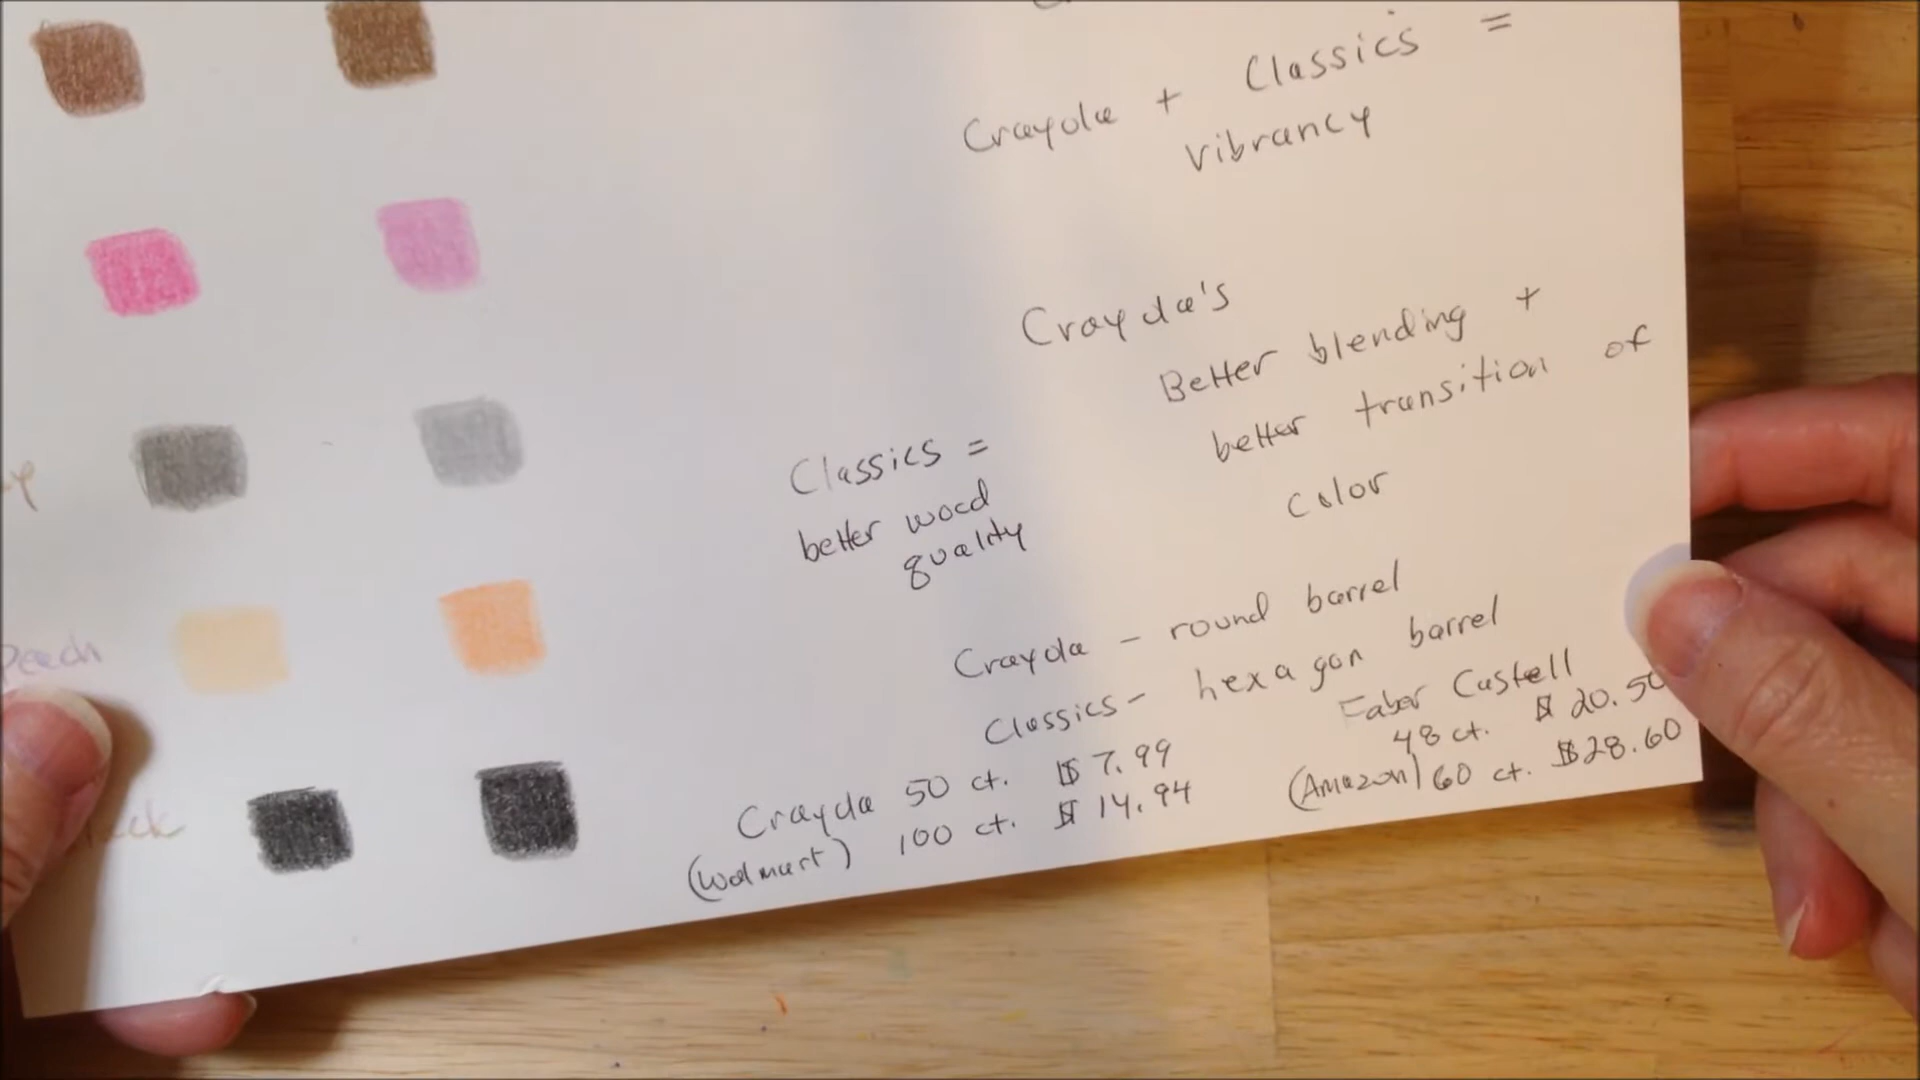 Crayola + Classics =
vibrancy
Crayola's
Better blending +
better transition of
color
Classics =
better wood
quality
Crayola - round barrel
Classics - hexagon barrel
Crayola 50 ct. $ 7.99
(Walmart) 100 ct. $ 14.94
Faber Castell
48 ct. $ 20.50
(Amazon) 60 ct. $28.60
Peach